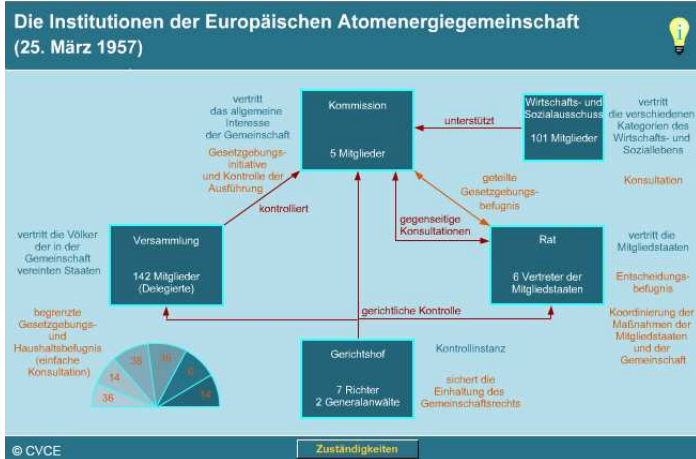 Die Institutionen der Europäischen Atomenergiegemeinschaft
(25. März 1957)
i
vertritt
das allgemeine
Interesse
der Gemeinschaft
Gesetzgebungs-
initiative
und Kontrolle der
Ausführung
Kommission
5 Mitglieder
unterstützt
Wirtschafts- und
Sozialausschuss
101 Mitglieder
vertritt
die verschiedenen
Kategorien des
Wirtschafts- und
Soziallebens
Konsultation
geteilte
Gesetzgebungs-
befugnis
kontrolliert
gegenseitige
Konsultationen
vertritt die Völker
der in der
Gemeinschaft
vereinten Staaten
Versammlung
142 Mitglieder
(Delegierte)
Rat
6 Vertreter der
Mitgliedstaaten
vertritt die
Mitgliedstaaten
Entscheidungs-
befugnis
Koordinierung der
Maßnahmen der
Mitgliedstaaten
und der
Gemeinschaft
begrenzte
Gesetzgebungs-
und
Haushaltsbefugnis
(einfache
Konsultation)
gerichtliche Kontrolle
36
14
36
36
6
14
Gerichtshof
7 Richter
2 Generalanwälte
Kontrollinstanz
sichert die
Einhaltung des
Gemeinschaftsrechts
© CVCE
Zuständigkeiten